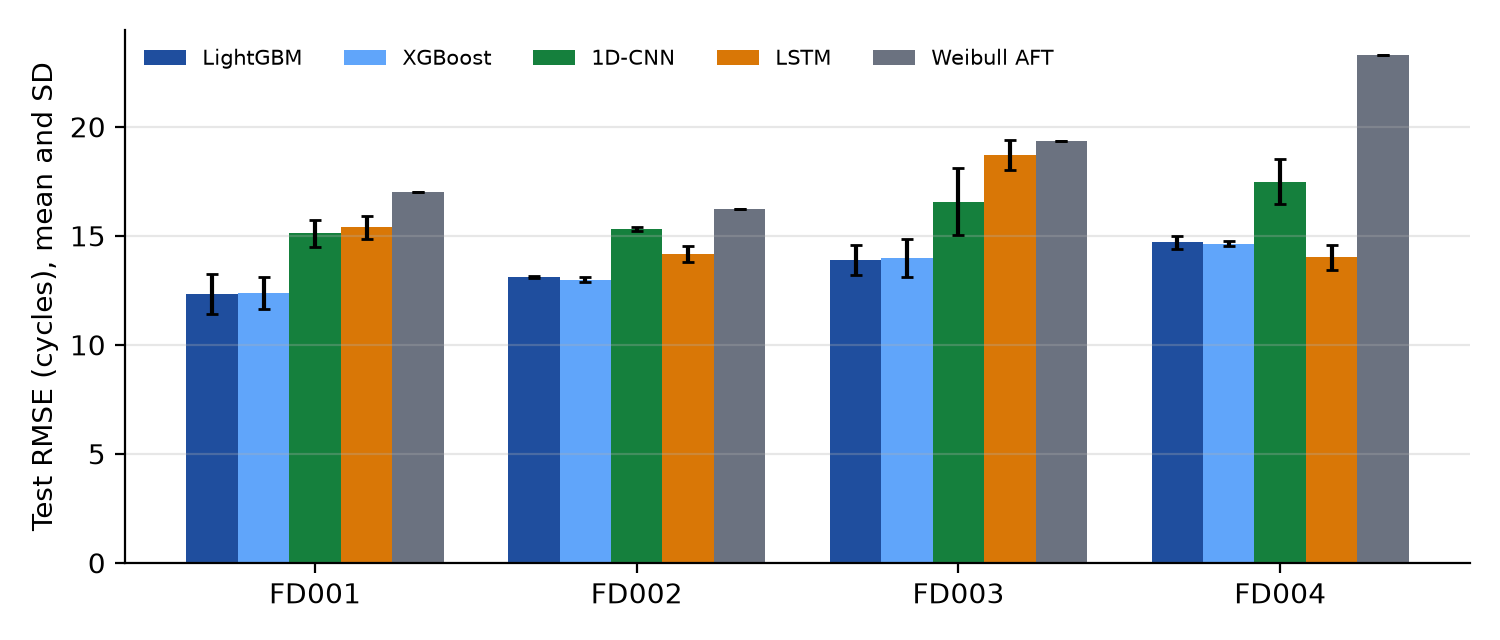 LightGBM XGBoost 1D-CNN LSTM Weibull AFT
Test RMSE (cycles), mean and SD
20
15
10
5
0
FD001 FD002 FD003 FD004